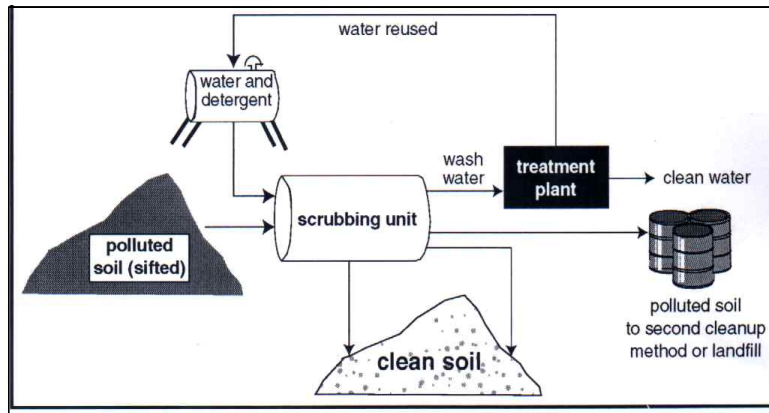 water reused
water and
detergent
wash
water
treatment
plant
clean water
scrubbing unit
polluted
soil (sifted)
polluted soil
to second cleanup
method or landfill
clean soil